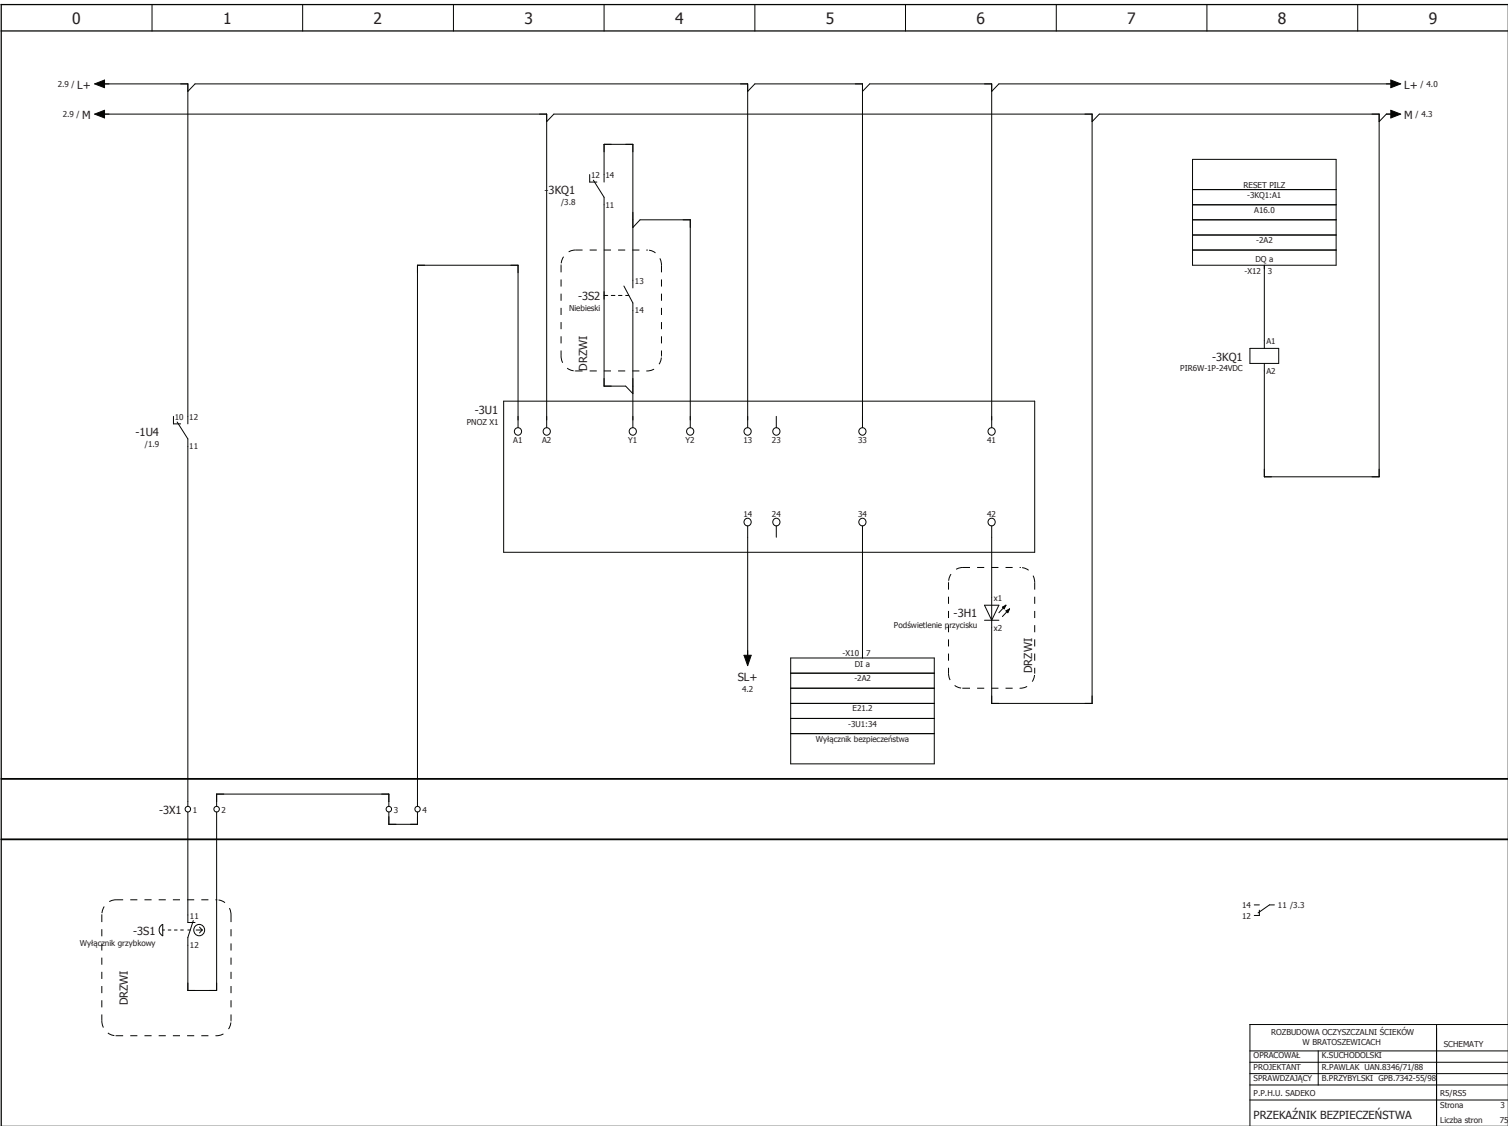 0 1 2 3 4 5 6 7 8 9
2.9 / L+
L+ / 4.0
2.9 / M
M / 4.3
-3KQ1
/3.8
12 14
11
RESET PILZ
-3KQ1:A1
A16.0
-2A2
DQ a
-X12 3
-3S2
Niebieski
13
14
DRZWI
-3KQ1
PIR6W-1P-24VDC
A1
A2
-1U4
/1.9
10 12
11
-3U1
PNOZ X1
A1 A2 Y1 Y2 13 23 33 41
14 24 34 42
-3H1
Podświetlenie przycisku
x1
x2
DRZWI
SL+
4.2
-X10 7
DI a
-2A2
E21.2
-3U1:34
Wyłącznik bezpieczeństwa
-3X1 1 2 3 4
-3S1
Wyłącznik grzybkowy
11
12
DRZWI
14 11 /3.3
12
ROZBUDOWA OCZYSZCZALNI ŚCIEKÓW
W BRATOSZEWICACH
SCHEMATY
OPRACOWAŁ K.SUCHODOLSKI
PROJEKTANT R.PAWLAK UAN.8346/71/88
SPRAWDZAJĄCY B.PRZYBYLSKI GPB.7342-55/98
P.P.H.U. SADEKO R5/RS5
PRZEKAŹNIK BEZPIECZEŃSTWA
Strona 3
Liczba stron 75